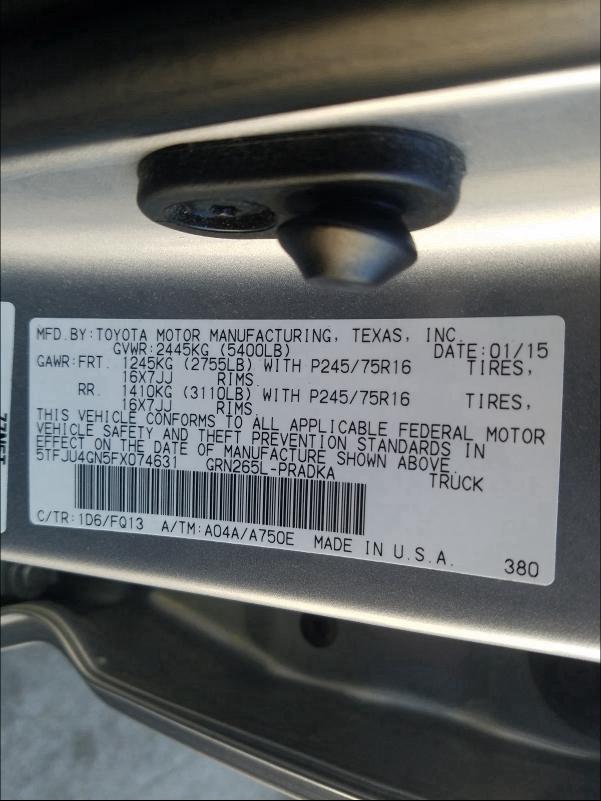 MFD.BY:TOYOTA MOTOR MANUFACTURING, TEXAS, INC.
GVWR:2445KG (5400LB) DATE:01/15
GAWR:FRT. 1245KG (2755LB) WITH P245/75R16 TIRES,
16X7JJ RIMS.
RR. 1410KG (3110LB) WITH P245/75R16 TIRES,
16X7JJ RIMS.
THIS VEHICLE CONFORMS TO ALL APPLICABLE FEDERAL MOTOR
VEHICLE SAFETY AND THEFT PREVENTION STANDARDS IN
EFFECT ON THE DATE OF MANUFACTURE SHOWN ABOVE.
5TFJU4GN5FX074631 GRN265L-PRADKA TRUCK
C/TR:1D6/FQ13 A/TM:A04A/A750E MADE IN U.S.A. 380